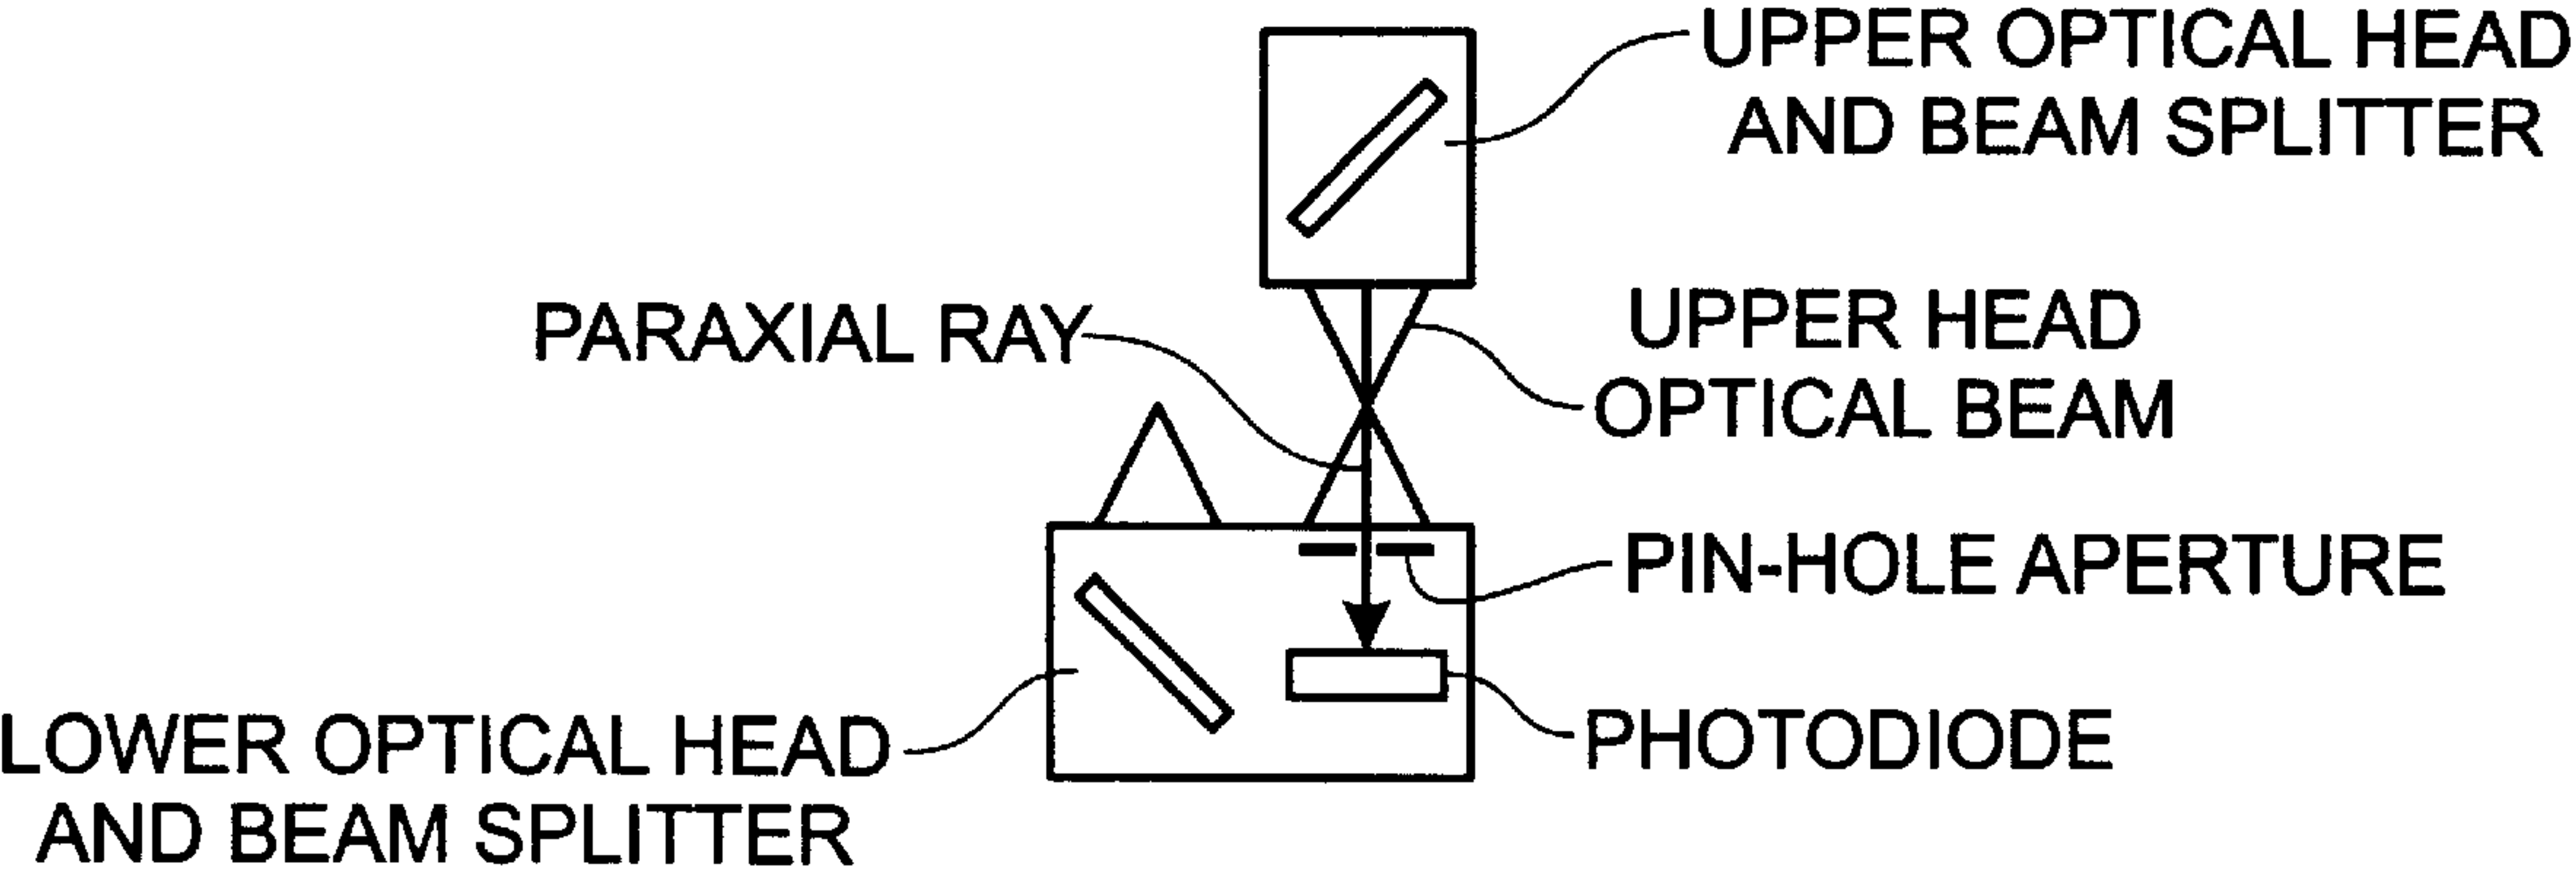 UPPER OPTICAL HEAD
AND BEAM SPLITTER
PARAXIAL RAY
UPPER HEAD
OPTICAL BEAM
PIN-HOLE APERTURE
PHOTODIODE
LOWER OPTICAL HEAD
AND BEAM SPLITTER